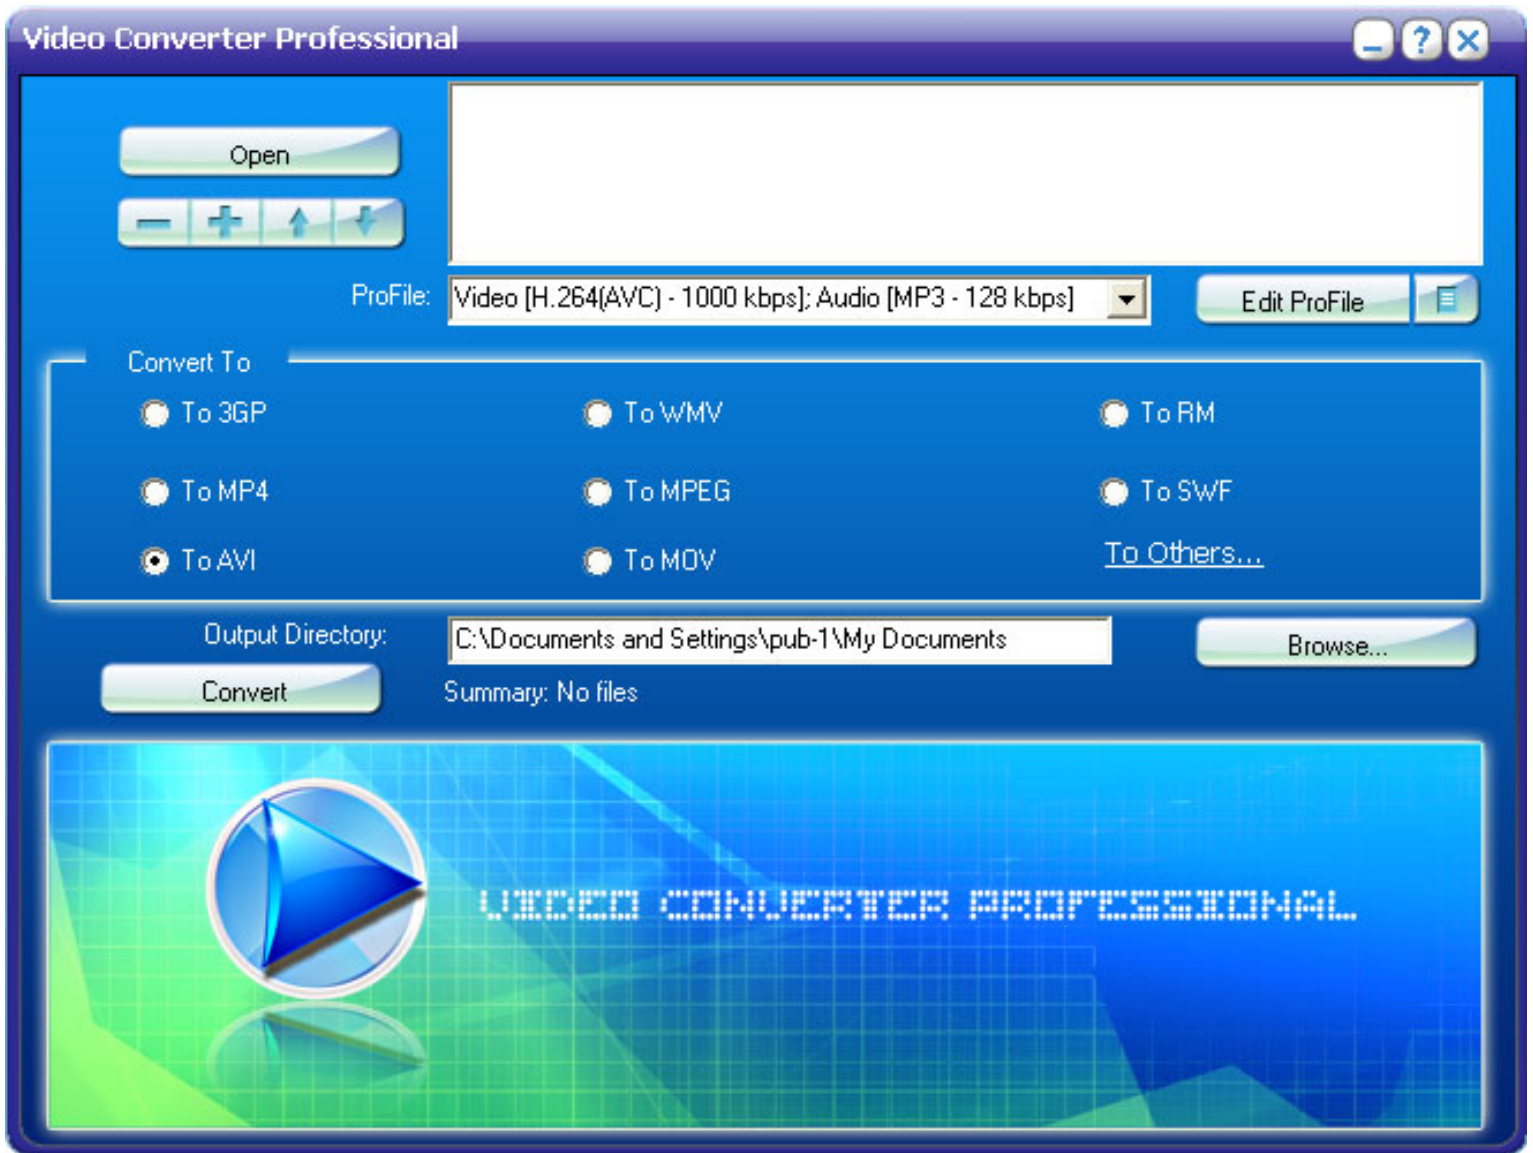 Video Converter Professional
Open
ProFile: Video [H.264(AVC) - 1000 kbps]; Audio [MP3 - 128 kbps] Edit ProFile
Convert To
To 3GP To WMV To RM
To MP4 To MPEG To SWF
To AVI To MOV To Others...
Output Directory: C:\Documents and Settings\pub-1\My Documents Browse...
Convert Summary: No files
VIDEO CONVERTER PROFESSIONAL